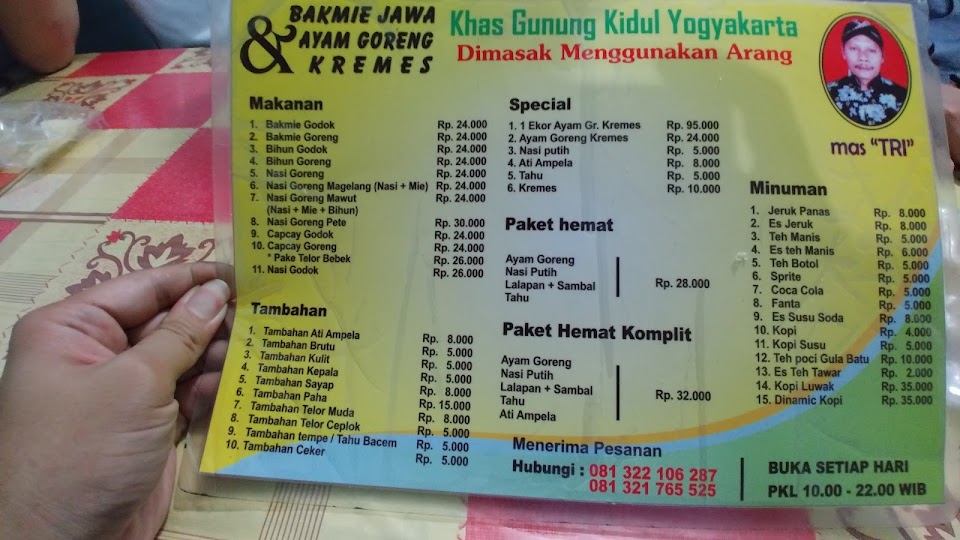 BAKMIE JAWA
& AYAM GORENG
KREMES
Khas Gunung Kidul Yogyakarta
Dimasak Menggunakan Arang
mas "TRI"
Makanan
1. Bakmie Godok Rp. 24.000
2. Bakmie Goreng Rp. 24.000
3. Bihun Godok Rp. 24.000
4. Bihun Goreng Rp. 24.000
5. Nasi Goreng Rp. 24.000
6. Nasi Goreng Magelang (Nasi + Mie) Rp. 24.000
7. Nasi Goreng Mawut Rp. 24.000
(Nasi + Mie + Bihun)
8. Nasi Goreng Pete Rp. 30.000
9. Capcay Godok Rp. 24.000
10. Capcay Goreng Rp. 24.000
* Pake Telor Bebek Rp. 26.000
11. Nasi Godok Rp. 26.000
Tambahan
1. Tambahan Ati Ampela Rp. 8.000
2. Tambahan Brutu Rp. 5.000
3. Tambahan Kulit Rp. 5.000
4. Tambahan Kepala Rp. 5.000
5. Tambahan Sayap Rp. 8.000
6. Tambahan Paha Rp. 15.000
7. Tambahan Telor Muda Rp. 8.000
8. Tambahan Telor Ceplok Rp. 5.000
9. Tambahan tempe / Tahu Bacem Rp. 5.000
10. Tambahan Ceker Rp. 5.000
Special
1. 1 Ekor Ayam Gr. Kremes Rp. 95.000
2. Ayam Goreng Kremes Rp. 24.000
3. Nasi putih Rp. 5.000
4. Ati Ampela Rp. 8.000
5. Tahu Rp. 5.000
6. Kremes Rp. 10.000
Paket hemat
Ayam Goreng
Nasi Putih
Lalapan + Sambal Rp. 28.000
Tahu
Paket Hemat Komplit
Ayam Goreng
Nasi Putih
Lalapan + Sambal
Tahu Rp. 32.000
Ati Ampela
Menerima Pesanan
Hubungi : 081 322 106 287
081 321 765 525
Minuman
1. Jeruk Panas Rp. 8.000
2. Es Jeruk Rp. 8.000
3. Teh Manis Rp. 5.000
4. Es teh Manis Rp. 6.000
5. Teh Botol Rp. 5.000
6. Sprite Rp. 5.000
7. Coca Cola Rp. 5.000
8. Fanta Rp. 5.000
9. Es Susu Soda Rp. 8.000
10. Kopi Rp. 4.000
11. Kopi Susu Rp. 5.000
12. Teh poci Gula Batu Rp. 10.000
13. Es Teh Tawar Rp. 2.000
14. Kopi Luwak Rp. 35.000
15. Dinamic Kopi Rp. 35.000
BUKA SETIAP HARI
PKL 10.00 - 22.00 WIB